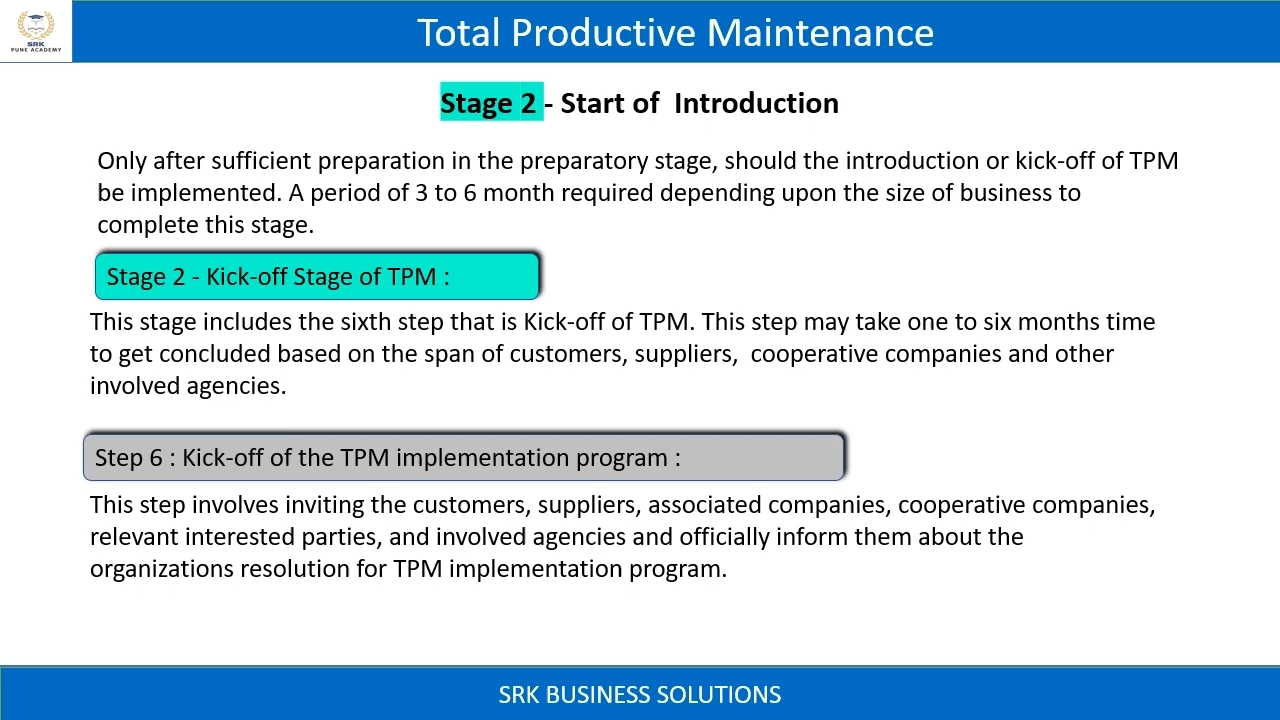 SRK
PUNE ACADEMY
Total Productive Maintenance
Stage 2 - Start of Introduction
Only after sufficient preparation in the preparatory stage, should the introduction or kick-off of TPM
be implemented. A period of 3 to 6 month required depending upon the size of business to
complete this stage.
Stage 2 - Kick-off Stage of TPM :
This stage includes the sixth step that is Kick-off of TPM. This step may take one to six months time
to get concluded based on the span of customers, suppliers, cooperative companies and other
involved agencies.
Step 6 : Kick-off of the TPM implementation program :
This step involves inviting the customers, suppliers, associated companies, cooperative companies,
relevant interested parties, and involved agencies and officially inform them about the
organizations resolution for TPM implementation program.
SRK BUSINESS SOLUTIONS